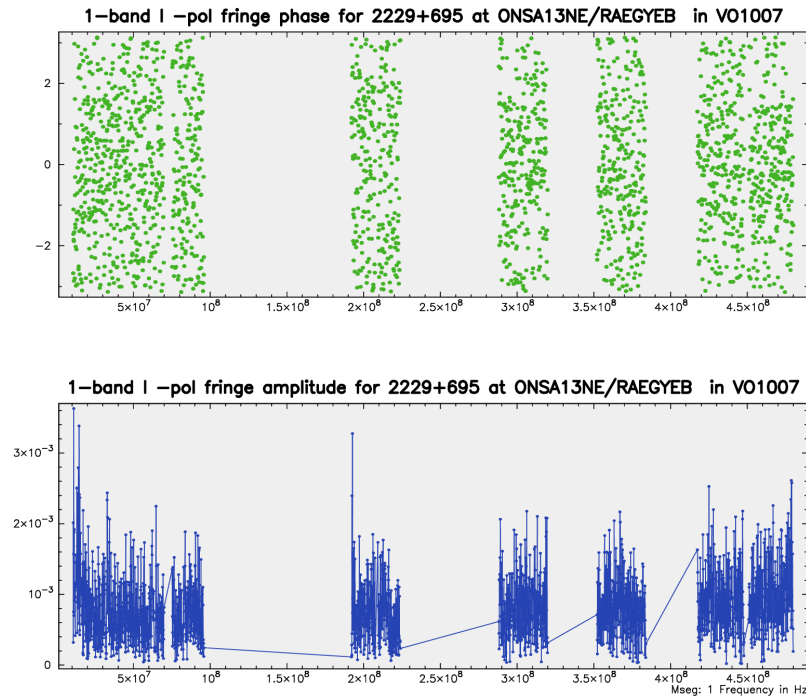 1-band I -pol fringe phase for 2229+695 at ONSA13NE/RAEGYEB in VO1007
2
0
-2
5×10⁷ 10⁸ 1.5×10⁸ 2×10⁸ 2.5×10⁸ 3×10⁸ 3.5×10⁸ 4×10⁸ 4.5×10⁸
1-band I -pol fringe amplitude for 2229+695 at ONSA13NE/RAEGYEB in VO1007
3×10⁻³
2×10⁻³
10⁻³
0
5×10⁷ 10⁸ 1.5×10⁸ 2×10⁸ 2.5×10⁸ 3×10⁸ 3.5×10⁸ 4×10⁸ 4.5×10⁸
Mseg: 1 Frequency in Hz